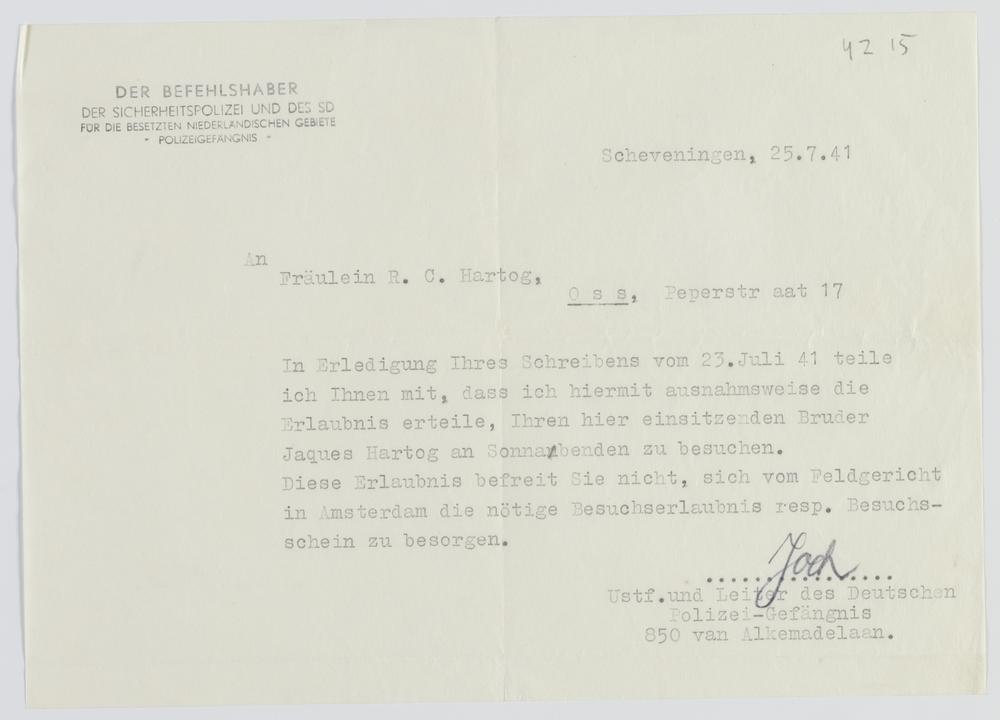 42 15
DER BEFEHLSHABER
DER SICHERHEITSPOLIZEI UND DES SD
FÜR DIE BESETZTEN NIEDERLÄNDISCHEN GEBIETE
- POLIZEIGEFÄNGNIS -
Scheveningen, 25.7.41
An
Fräulein R. C. Hartog,
O s s, Peperstr aat 17
In Erledigung Ihres Schreibens vom 23.Juli 41 teile
ich Ihnen mit, dass ich hiermit ausnahmsweise die
Erlaubnis erteile, Ihren hier einsitzenden Bruder
Jaques Hartog an Sonnabenden zu besuchen.
Diese Erlaubnis befreit Sie nicht, sich vom Feldgericht
in Amsterdam die nötige Besuchserlaubnis resp. Besuchs-
schein zu besorgen.
Joch
Ustf.und Leiter des Deutschen
Polizei-Gefängnis
850 van Alkemadelaan.